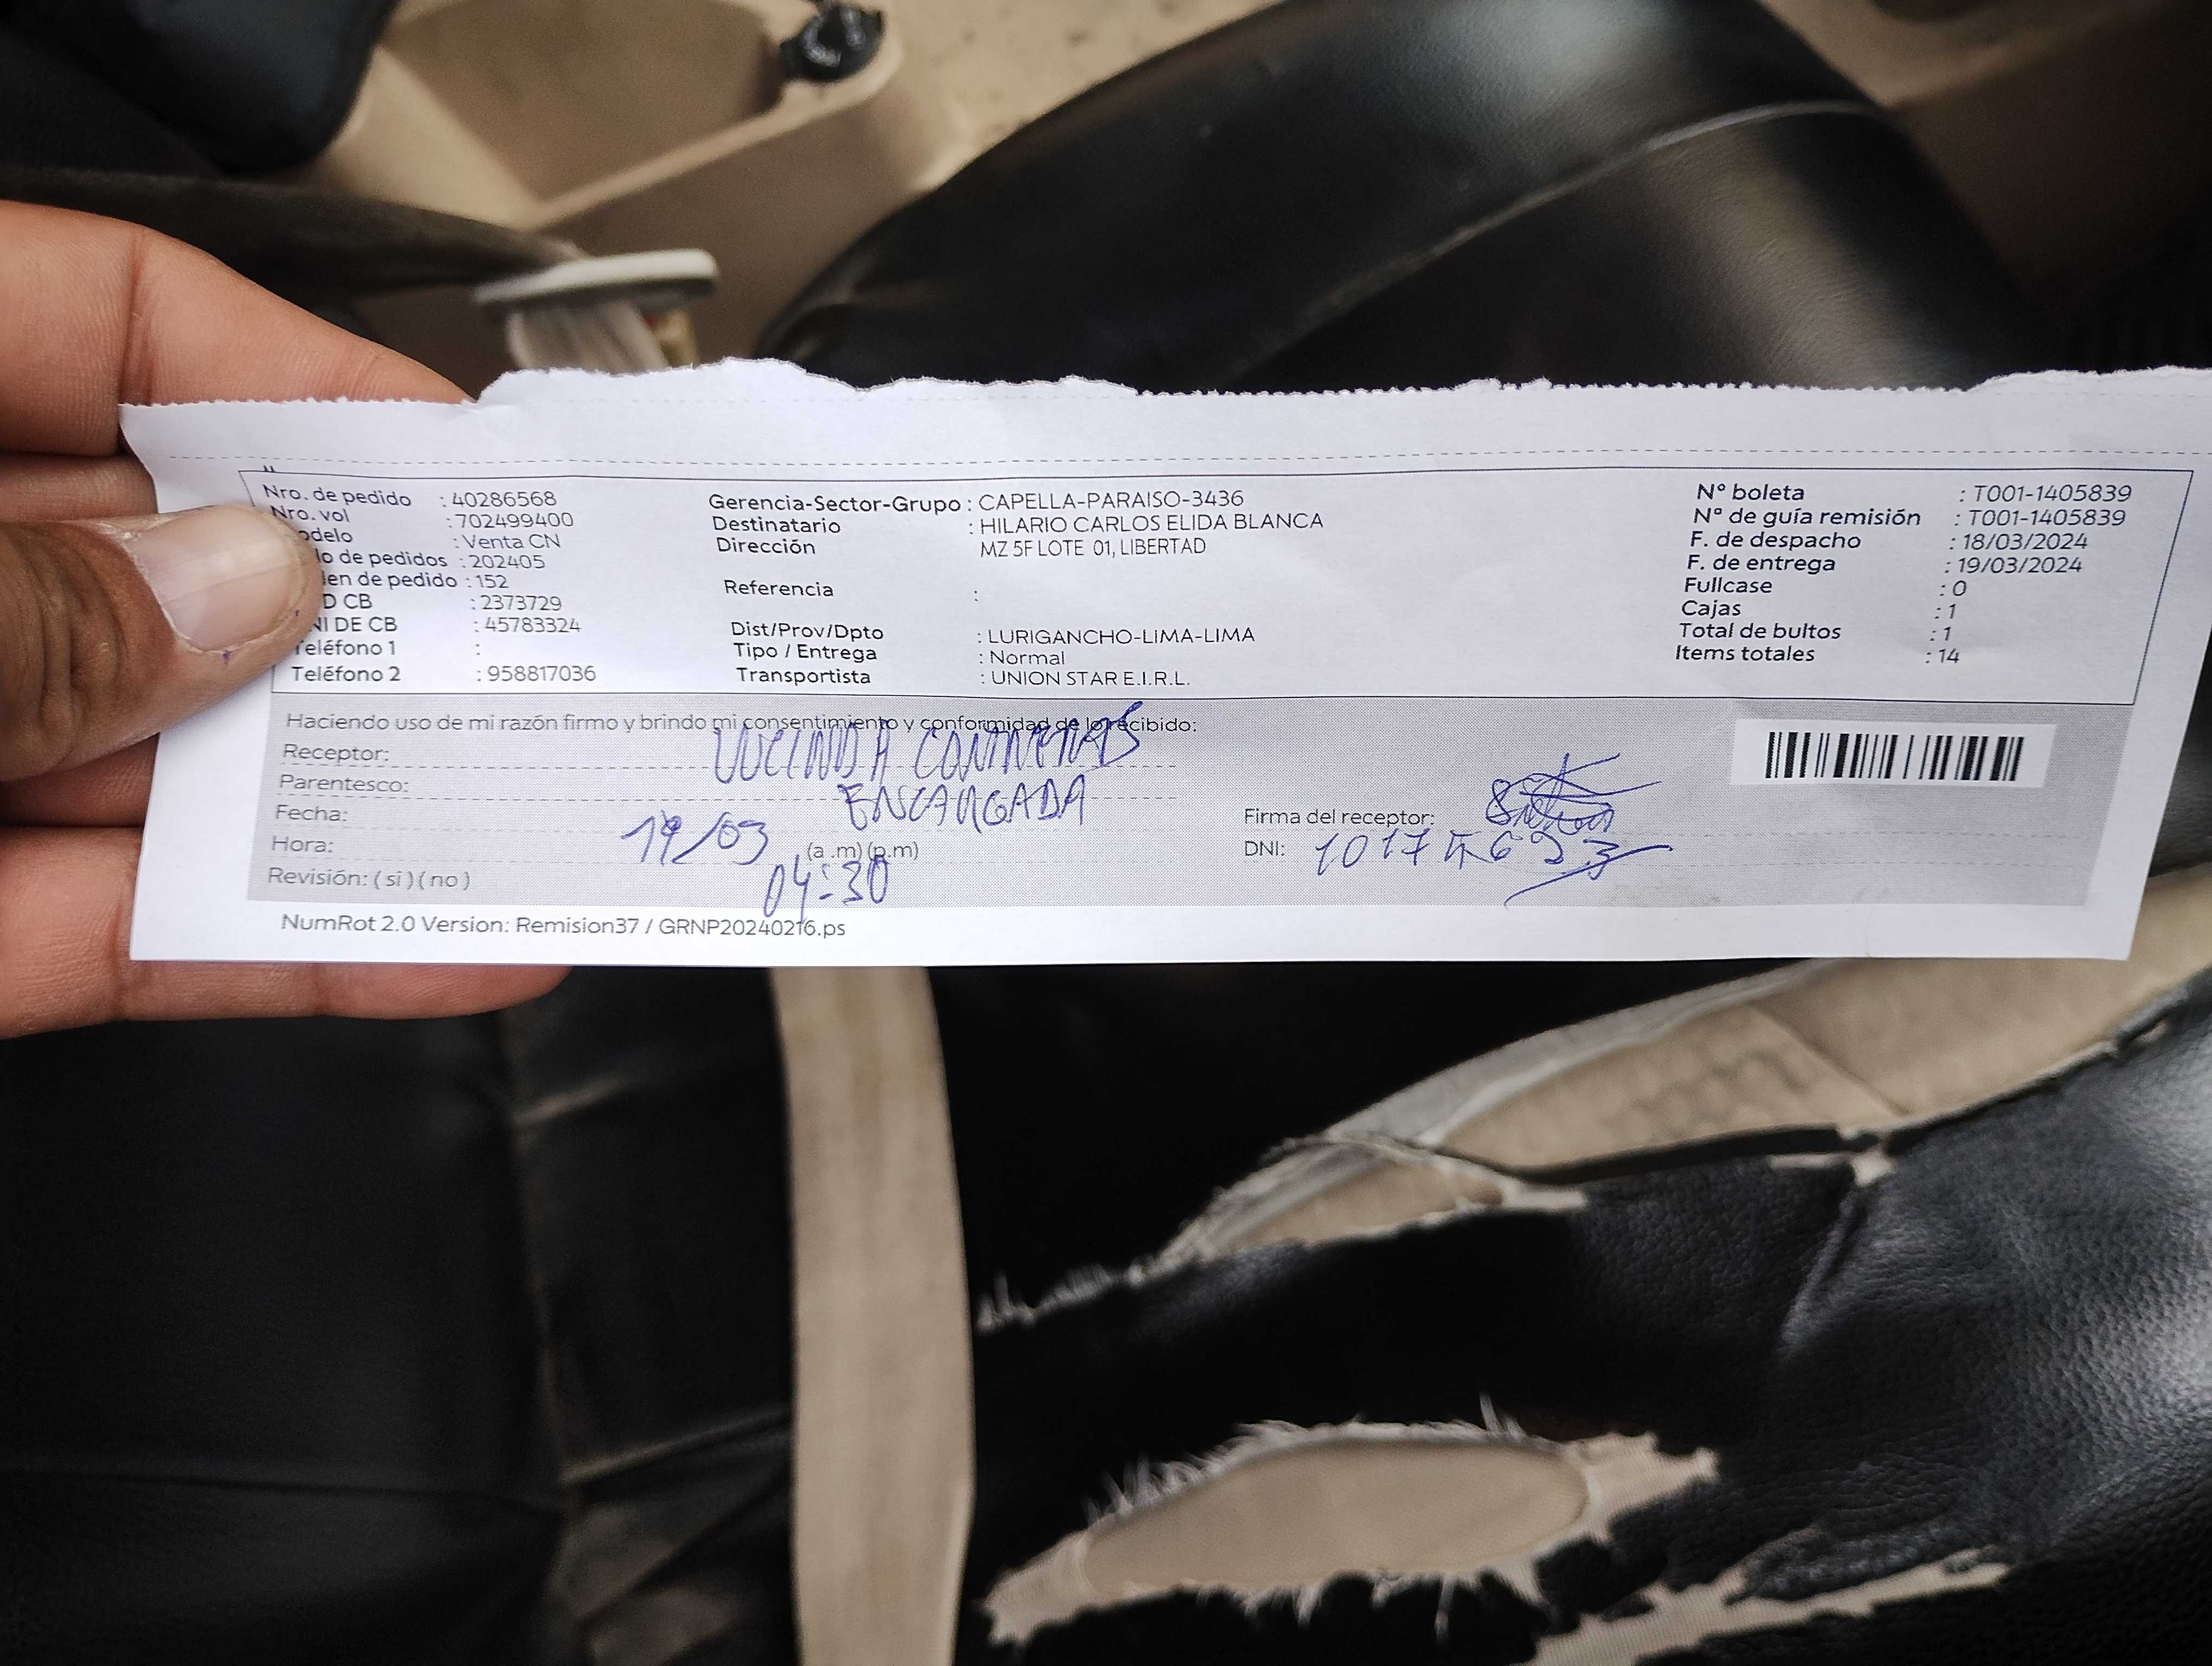 Nro. de pedido : 40286568
Nro. vol : 702499400
odelo : Venta CN
lo de pedidos : 202405
den de pedido : 152
D CB : 2373729
NI DE CB : 45783324
Teléfono 1 :
Teléfono 2 : 958817036
Gerencia-Sector-Grupo : CAPELLA-PARAISO-3436
Destinatario : HILARIO CARLOS ELIDA BLANCA
Dirección MZ 5F LOTE 01, LIBERTAD
Referencia :
Dist/Prov/Dpto : LURIGANCHO-LIMA-LIMA
Tipo / Entrega : Normal
Transportista : UNION STAR E.I.R.L.
N° boleta : T001-1405839
N° de guía remisión : T001-1405839
F. de despacho : 18/03/2024
F. de entrega : 19/03/2024
Fullcase : 0
Cajas : 1
Total de bultos : 1
Items totales : 14
Haciendo uso de mi razón firmo y brindo mi consentimiento y conformidad de lo recibido:
Receptor: LUCINDA CONTRERAS
Parentesco: ENCARGADA
Fecha: 19/03
Hora: (a .m) (p.m) 04:30
Revisión: ( si ) ( no )
Firma del receptor:
DNI: 10175623
NumRot 2.0 Version: Remision37 / GRNP20240216.ps